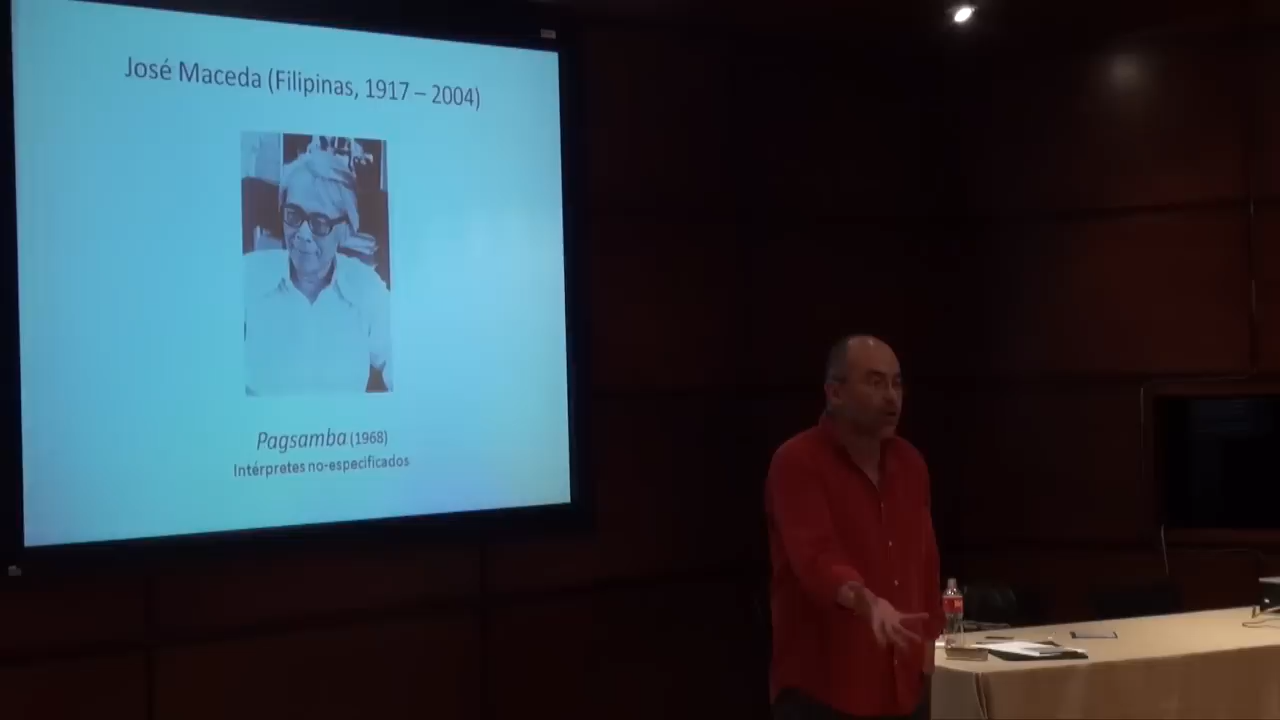 José Maceda (Filipinas, 1917 – 2004)
Pagsamba (1968)
Intérpretes no-especificados